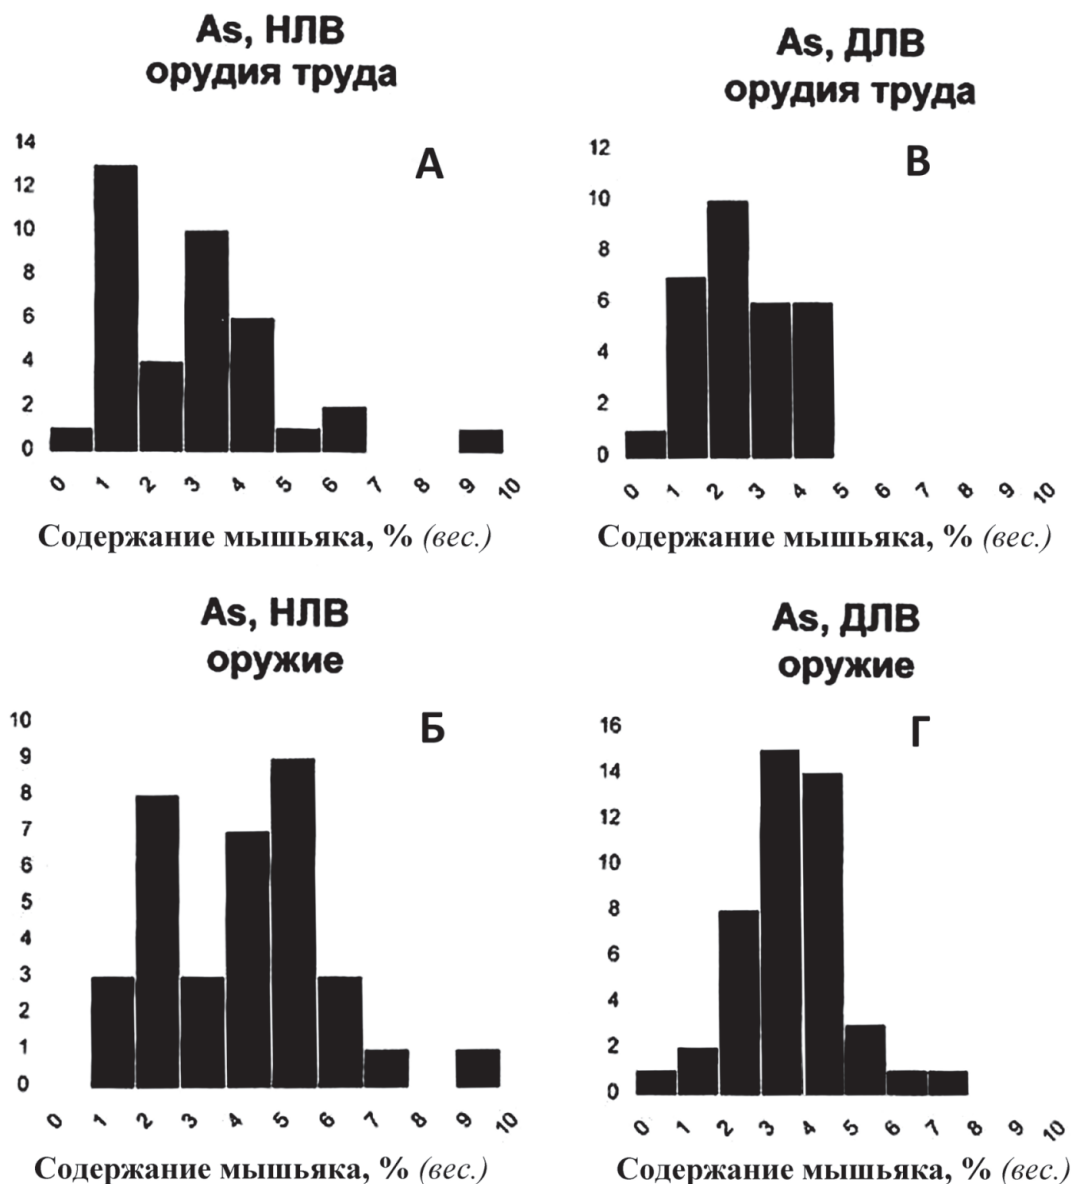 As, НЛВ
орудия труда
А
14
12
10
8
6
4
2
0
0 1 2 3 4 5 6 7 8 9 10
Содержание мышьяка, % (вес.)
As, ДЛВ
орудия труда
В
12
10
8
6
4
2
0
0 1 2 3 4 5 6 7 8 9 10
Содержание мышьяка, % (вес.)
As, НЛВ
оружие
Б
10
9
8
7
6
5
4
3
2
1
0
0 1 2 3 4 5 6 7 8 9 10
Содержание мышьяка, % (вес.)
As, ДЛВ
оружие
Г
16
14
12
10
8
6
4
2
0
0 1 2 3 4 5 6 7 8 9 10
Содержание мышьяка, % (вес.)